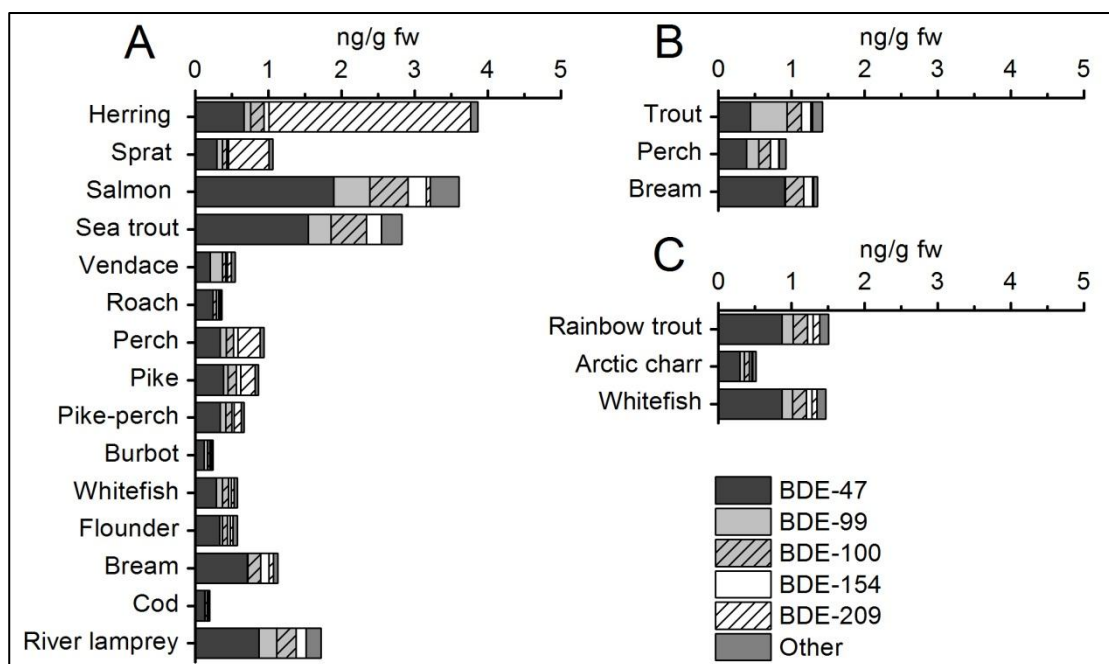 A
ng/g fw
0 1 2 3 4 5
Herring
Sprat
Salmon
Sea trout
Vendace
Roach
Perch
Pike
Pike-perch
Burbot
Whitefish
Flounder
Bream
Cod
River lamprey
B
ng/g fw
0 1 2 3 4 5
Trout
Perch
Bream
C
ng/g fw
0 1 2 3 4 5
Rainbow trout
Arctic charr
Whitefish
BDE-47
BDE-99
BDE-100
BDE-154
BDE-209
Other